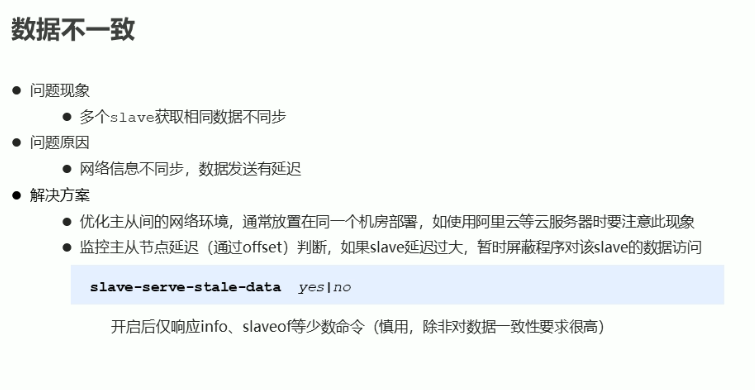 数据不一致
● 问题现象
● 多个slave获取相同数据不同步
● 问题原因
● 网络信息不同步，数据发送有延迟
● 解决方案
● 优化主从间的网络环境，通常放置在同一个机房部署，如使用阿里云等云服务器时要注意此现象
● 监控主从节点延迟（通过offset）判断，如果slave延迟过大，暂时屏蔽程序对该slave的数据访问
slave-serve-stale-data yes|no
开启后仅响应info、slaveof等少数命令（慎用，除非对数据一致性要求很高）